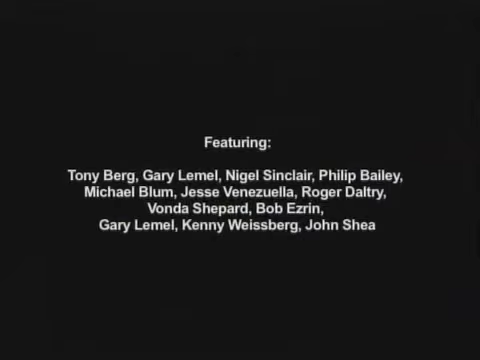 Featuring:
Tony Berg, Gary Lemel, Nigel Sinclair, Philip Bailey,
Michael Blum, Jesse Venezuella, Roger Daltry,
Vonda Shepard, Bob Ezrin,
Gary Lemel, Kenny Weissberg, John Shea